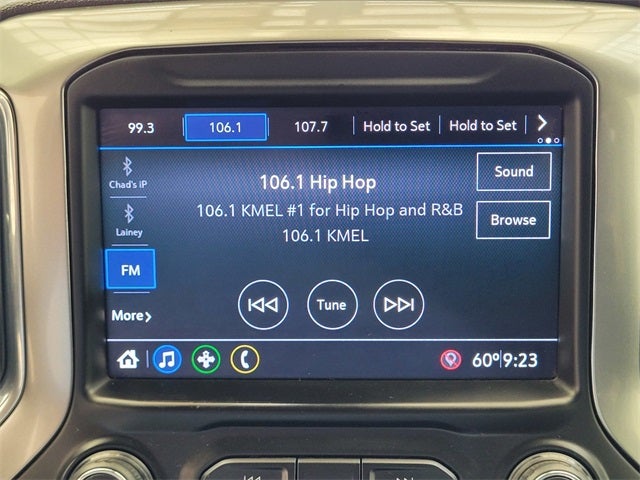 99.3 106.1 107.7 Hold to Set Hold to Set
Chad's iP
Lainey
FM
More
106.1 Hip Hop
106.1 KMEL #1 for Hip Hop and R&B
106.1 KMEL
Sound
Browse
Tune
60° 9:23